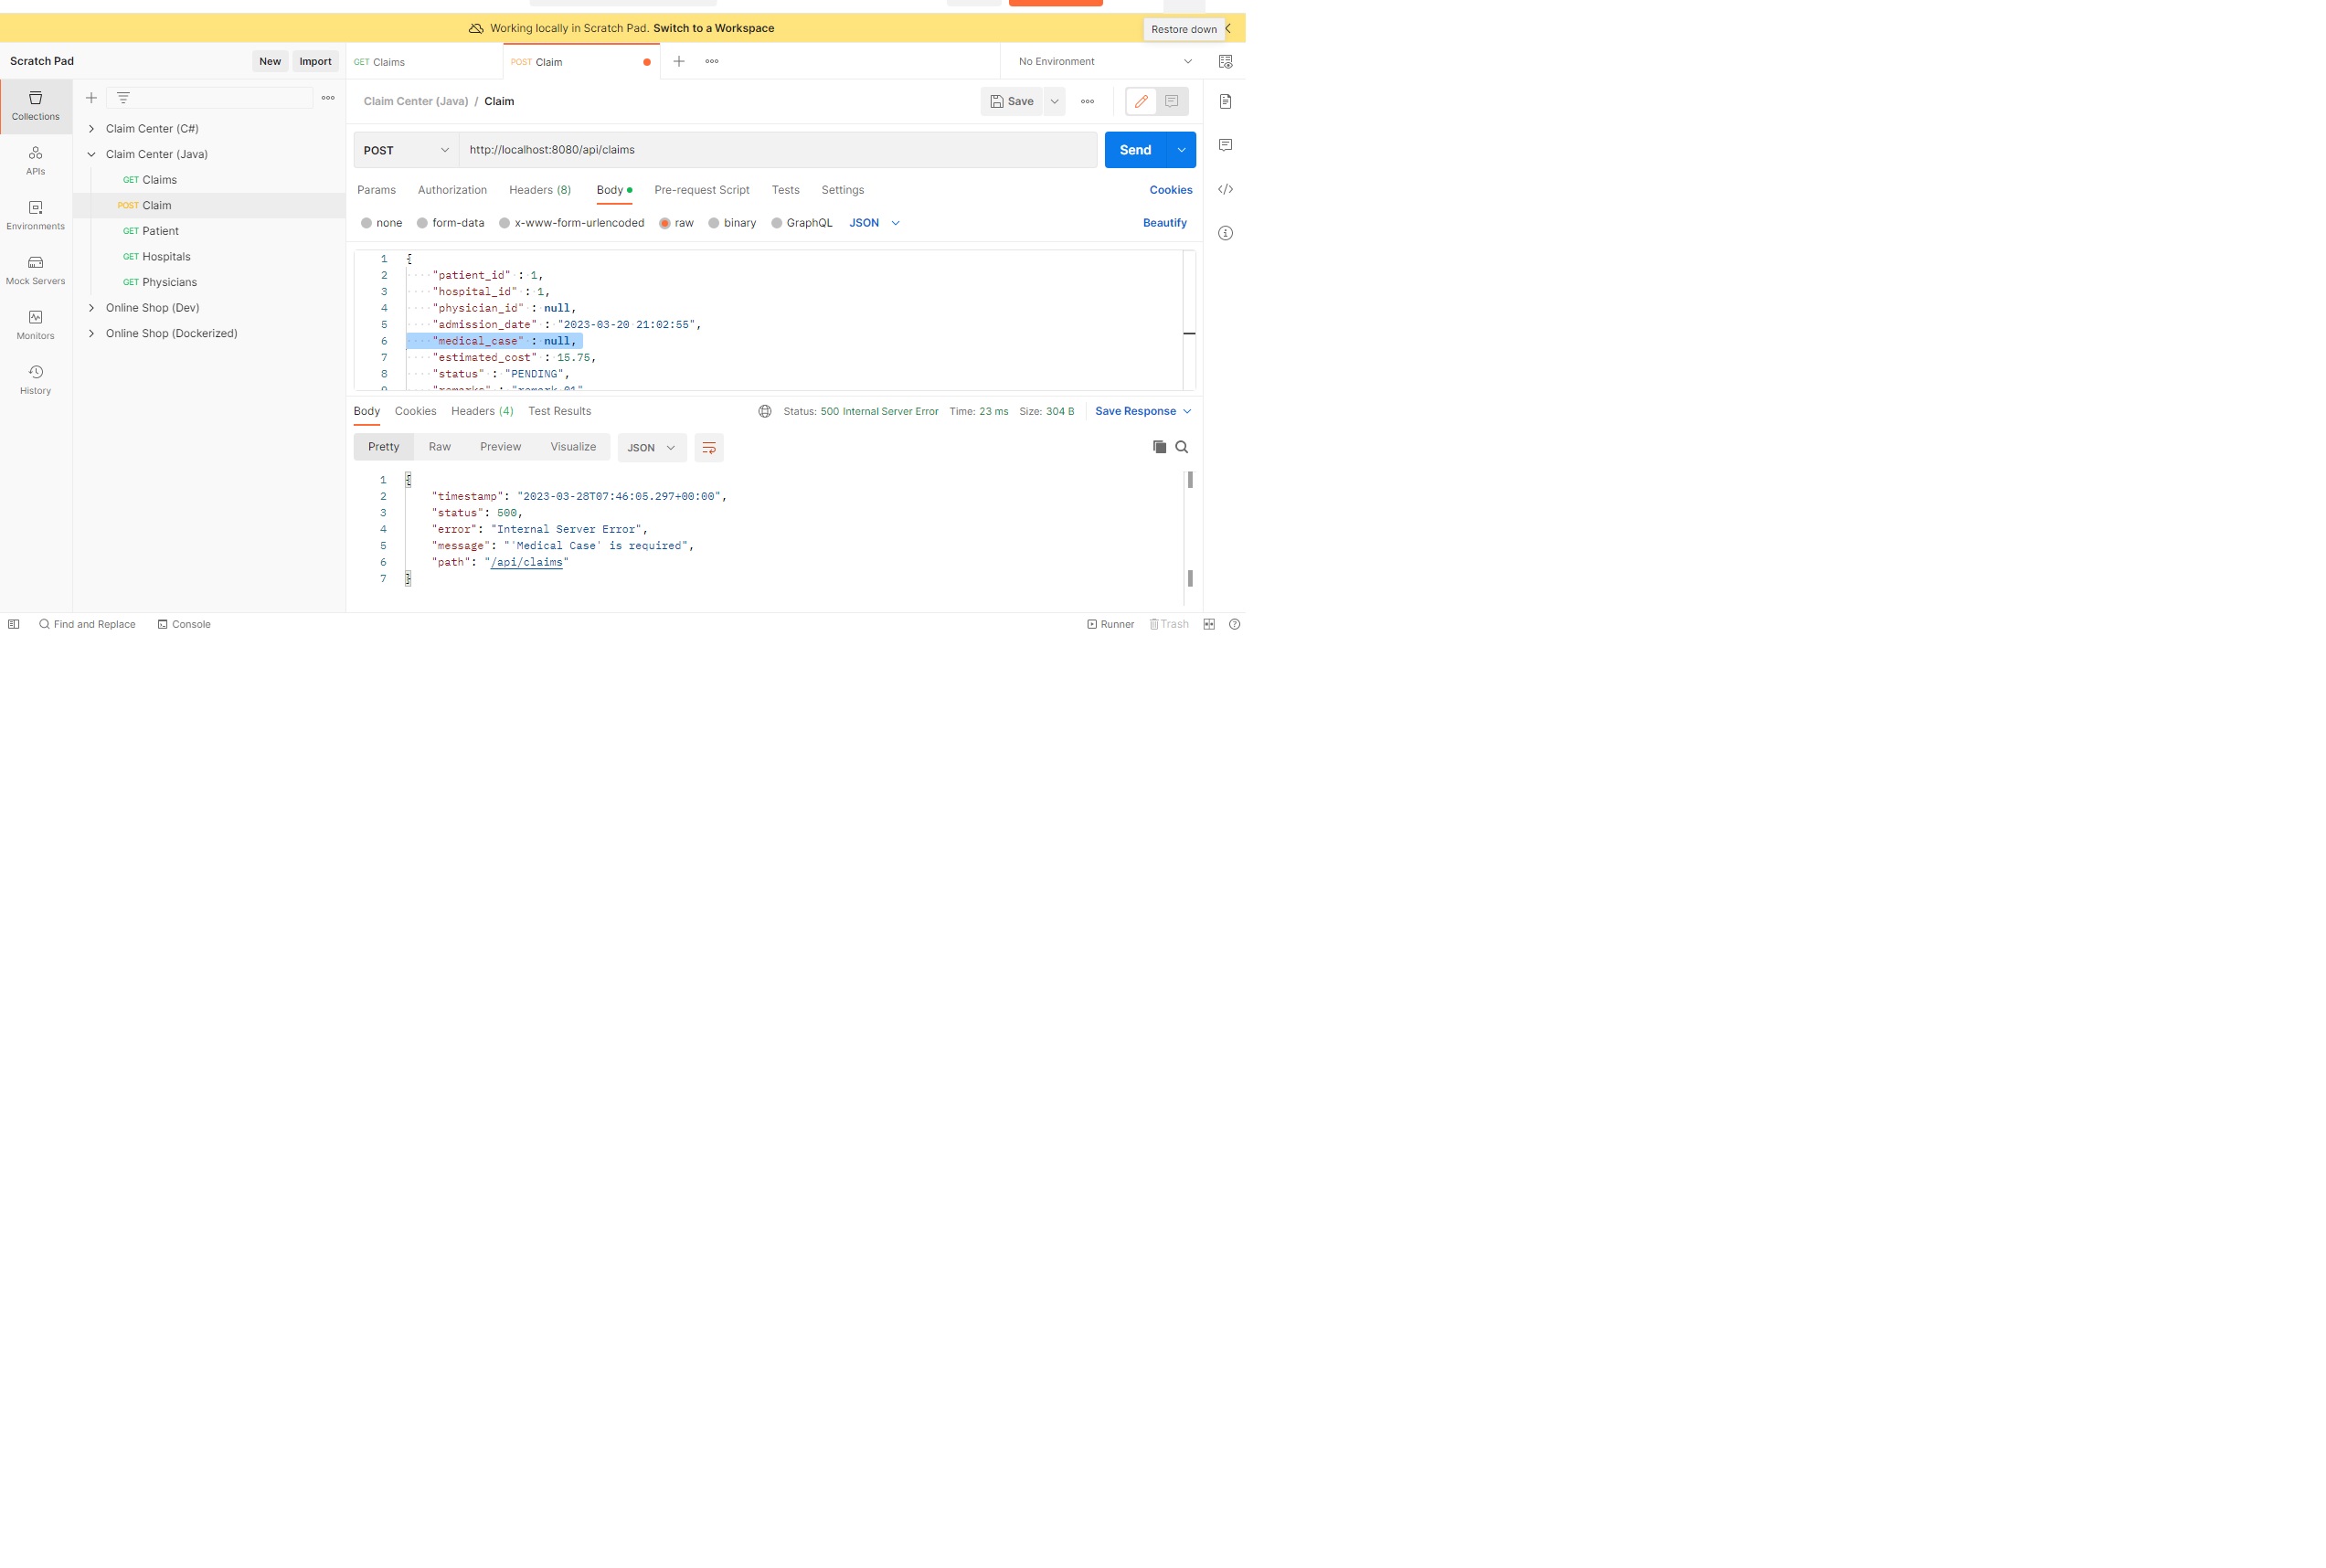 Working locally in Scratch Pad. Switch to a Workspace
Restore down
Scratch Pad
New
Import
GET Claims
POST Claim
No Environment
Collections
APIs
Environments
Mock Servers
Monitors
History
Claim Center (C#)
Claim Center (Java)
GET Claims
POST Claim
GET Patient
GET Hospitals
GET Physicians
Online Shop (Dev)
Online Shop (Dockerized)
Claim Center (Java) / Claim
Save
POST
http://localhost:8080/api/claims
Send
Params Authorization Headers (8) Body Pre-request Script Tests Settings Cookies
none form-data x-www-form-urlencoded raw binary GraphQL JSON Beautify
1 {
2 "patient_id" : 1,
3 "hospital_id" : 1,
4 "physician_id" : null,
5 "admission_date" : "2023-03-20 21:02:55",
6 "medical_case" : null,
7 "estimated_cost" : 15.75,
8 "status" : "PENDING",
9 "remarks" : "remark-01"
Body Cookies Headers (4) Test Results
Status: 500 Internal Server Error Time: 23 ms Size: 304 B Save Response
Pretty Raw Preview Visualize JSON
1 {
2 "timestamp": "2023-03-28T07:46:05.297+00:00",
3 "status": 500,
4 "error": "Internal Server Error",
5 "message": "`Medical Case' is required",
6 "path": "/api/claims"
7 }
Find and Replace
Console
Runner
Trash